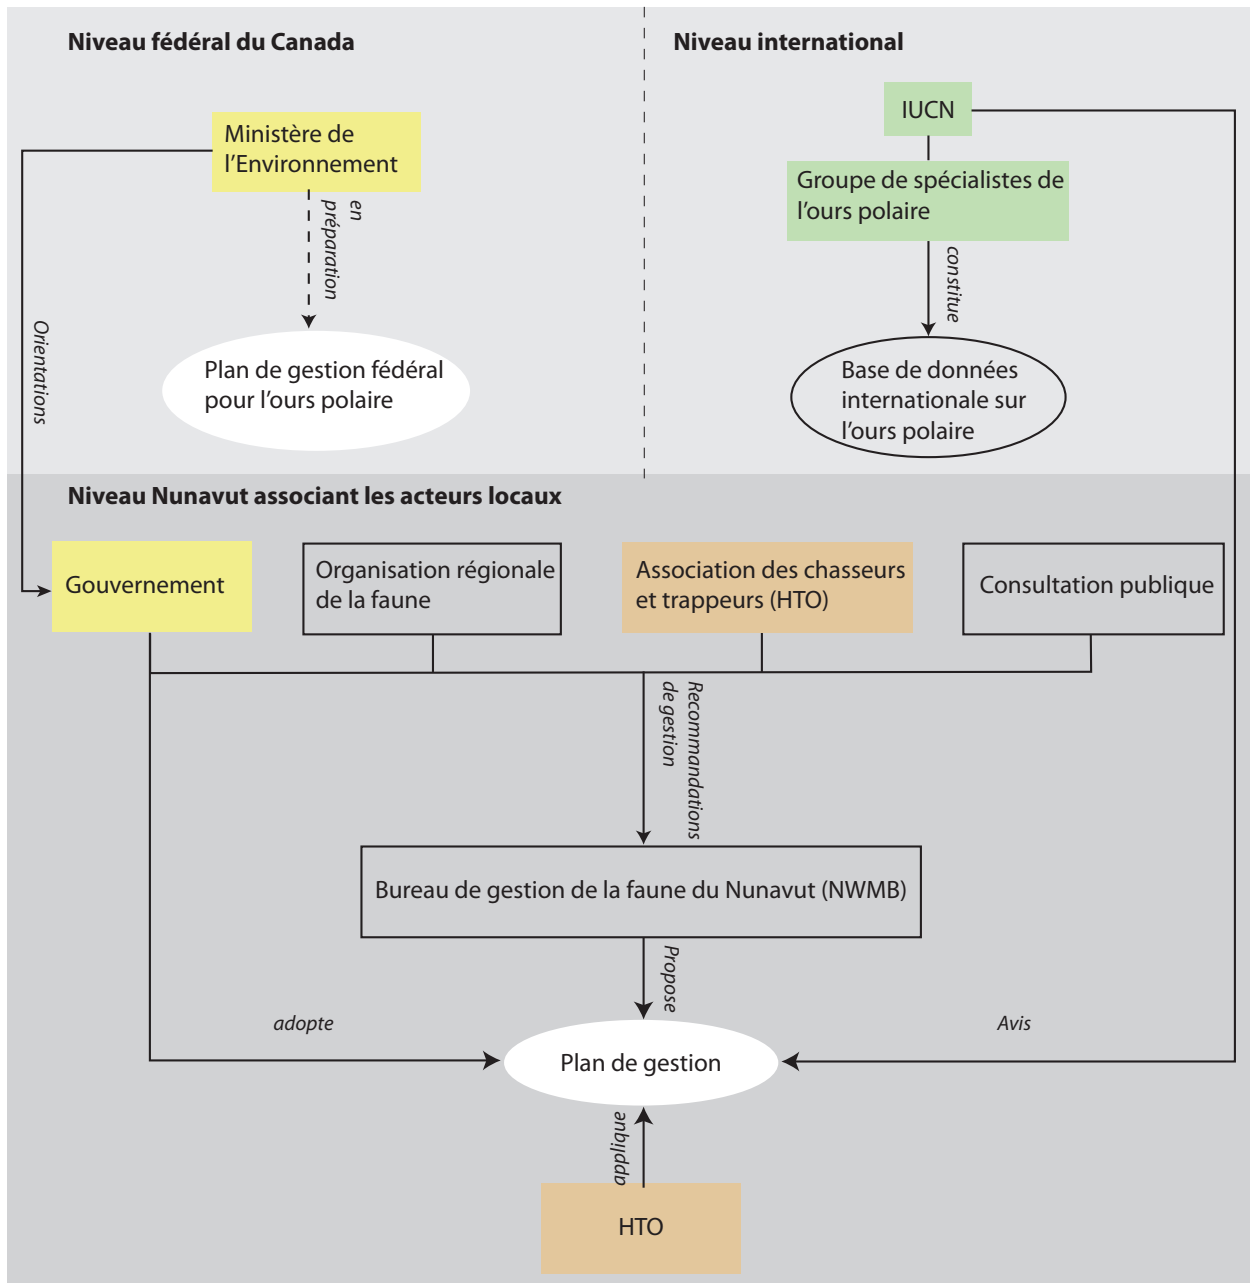 Niveau fédéral du Canada
Niveau international
IUCN
Ministère de
l'Environnement
Groupe de spécialistes de
l'ours polaire
en
préparation
constitue
Orientations
Plan de gestion fédéral
pour l'ours polaire
Base de données
internationale sur
l'ours polaire
Niveau Nunavut associant les acteurs locaux
Gouvernement
Organisation régionale
de la faune
Association des chasseurs
et trappeurs (HTO)
Consultation publique
Recommandations
de gestion
Bureau de gestion de la faune du Nunavut (NWMB)
Propose
adopte
Avis
Plan de gestion
applique
HTO